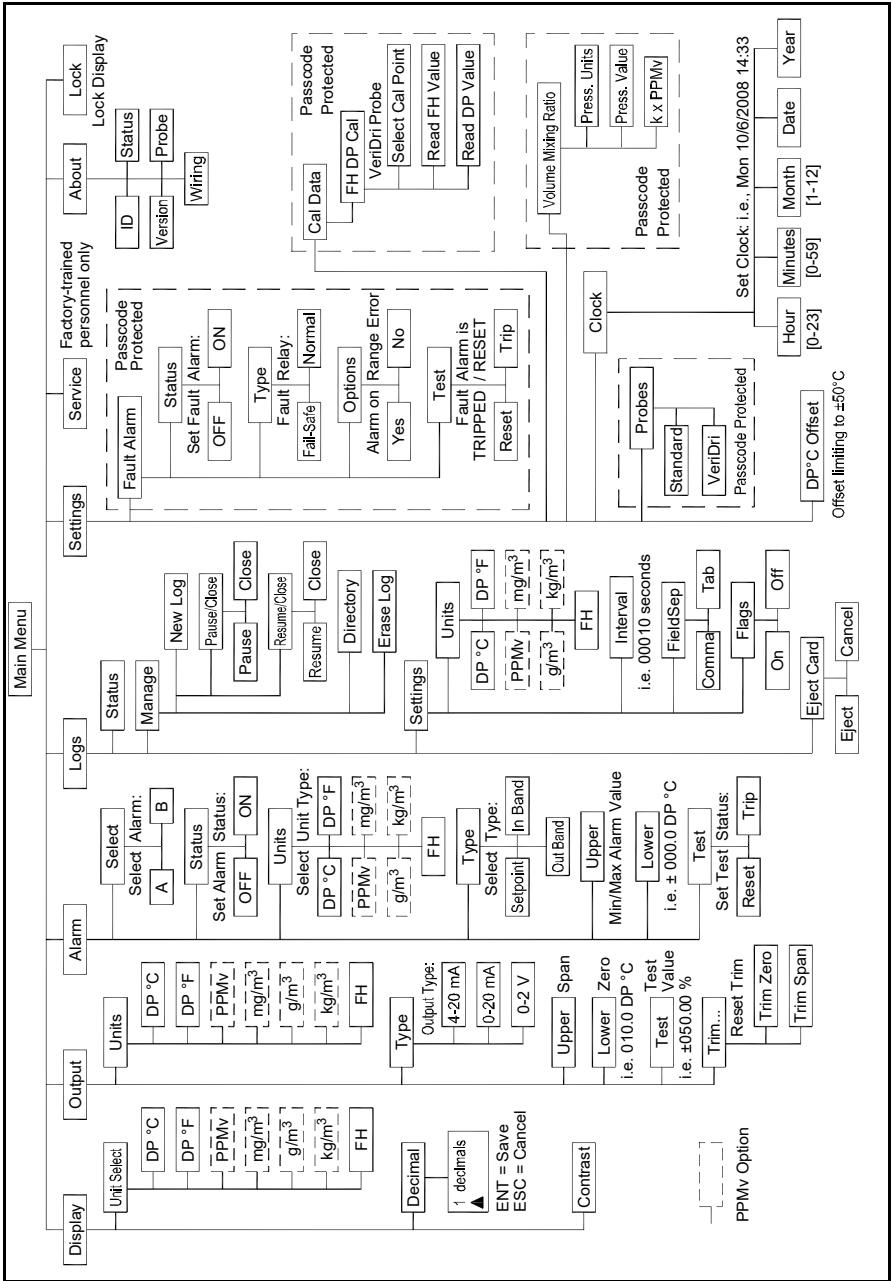 Main Menu
Display
Unit Select
DP °C
DP °F
PPMv
mg/m³
g/m³
kg/m³
FH
Decimal
1 decimals
▲
ENT = Save
ESC = Cancel
Contrast
PPMv Option
Output
Units
DP °C
DP °F
PPMv
mg/m³
g/m³
kg/m³
FH
Type
Output Type:
4-20 mA
0-20 mA
0-2 V
Upper Span
Lower Zero
i.e. 010.0 DP °C
Test Test Value
i.e. ±050.00 %
Trim...
Reset Trim
Trim Zero
Trim Span
Alarm
Select
Select Alarm:
A B
Status
Set Alarm Status:
OFF ON
Units
Select Unit Type:
DP °C DP °F
PPMv mg/m³
g/m³ kg/m³
FH
Type
Select Type:
Setpoint In Band
Out Band
Upper
Min/Max Alarm Value
Lower
i.e. ± 000.0 DP °C
Test
Set Test Status:
Reset Trip
Logs
Status
Manage
New Log
Pause/Close
Pause Close
Resume/Close
Resume Close
Directory
Erase Log
Settings
Units
DP °C DP °F
PPMv mg/m³
g/m³ kg/m³
FH
Interval
i.e. 00010 seconds
FieldSep
Comma Tab
Flags
On Off
Eject Card
Eject Cancel
Settings
Fault Alarm
Passcode
Protected
Status
Set Fault Alarm:
OFF ON
Type
Fault Relay:
Fail-Safe Normal
Options
Alarm on Range Error
Yes No
Test
Fault Alarm is
TRIPPED / RESET
Reset Trip
Cal Data
Passcode
Protected
FH DP Cal
VeriDri Probe
Select Cal Point
Read FH Value
Read DP Value
Volume Mixing Ratio
Press. Units
Press. Value
k x PPMv
Passcode
Protected
Clock
Set Clock: i.e., Mon 10/6/2008 14:33
Hour Minutes Month Date Year
[0-23] [0-59] [1-12]
Probes
Standard
VeriDri
Passcode Protected
DP°C Offset
Offset limiting to ±50°C
Service
Factory-trained
personnel only
About
ID Status
Version Probe
Wiring
Lock
Lock Display